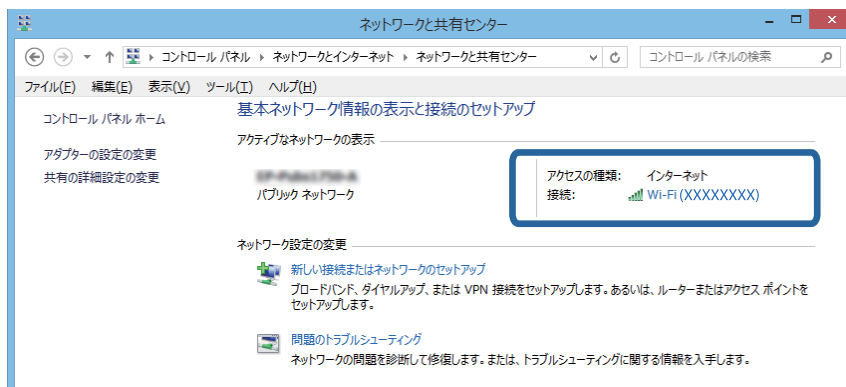 ネットワークと共有センター
コントロール パネル ▸ ネットワークとインターネット ▸ ネットワークと共有センター
コントロール パネルの検索
ファイル(F) 編集(E) 表示(V) ツール(T) ヘルプ(H)
コントロール パネル ホーム
アダプターの設定の変更
共有の詳細設定の変更
基本ネットワーク情報の表示と接続のセットアップ
アクティブなネットワークの表示
パブリック ネットワーク
アクセスの種類: インターネット
接続: Wi-Fi (XXXXXXXX)
ネットワーク設定の変更
新しい接続またはネットワークのセットアップ
ブロードバンド、ダイヤルアップ、または VPN 接続をセットアップします。あるいは、ルーターまたはアクセス ポイントを
セットアップします。
問題のトラブルシューティング
ネットワークの問題を診断して修復します。または、トラブルシューティングに関する情報を入手します。